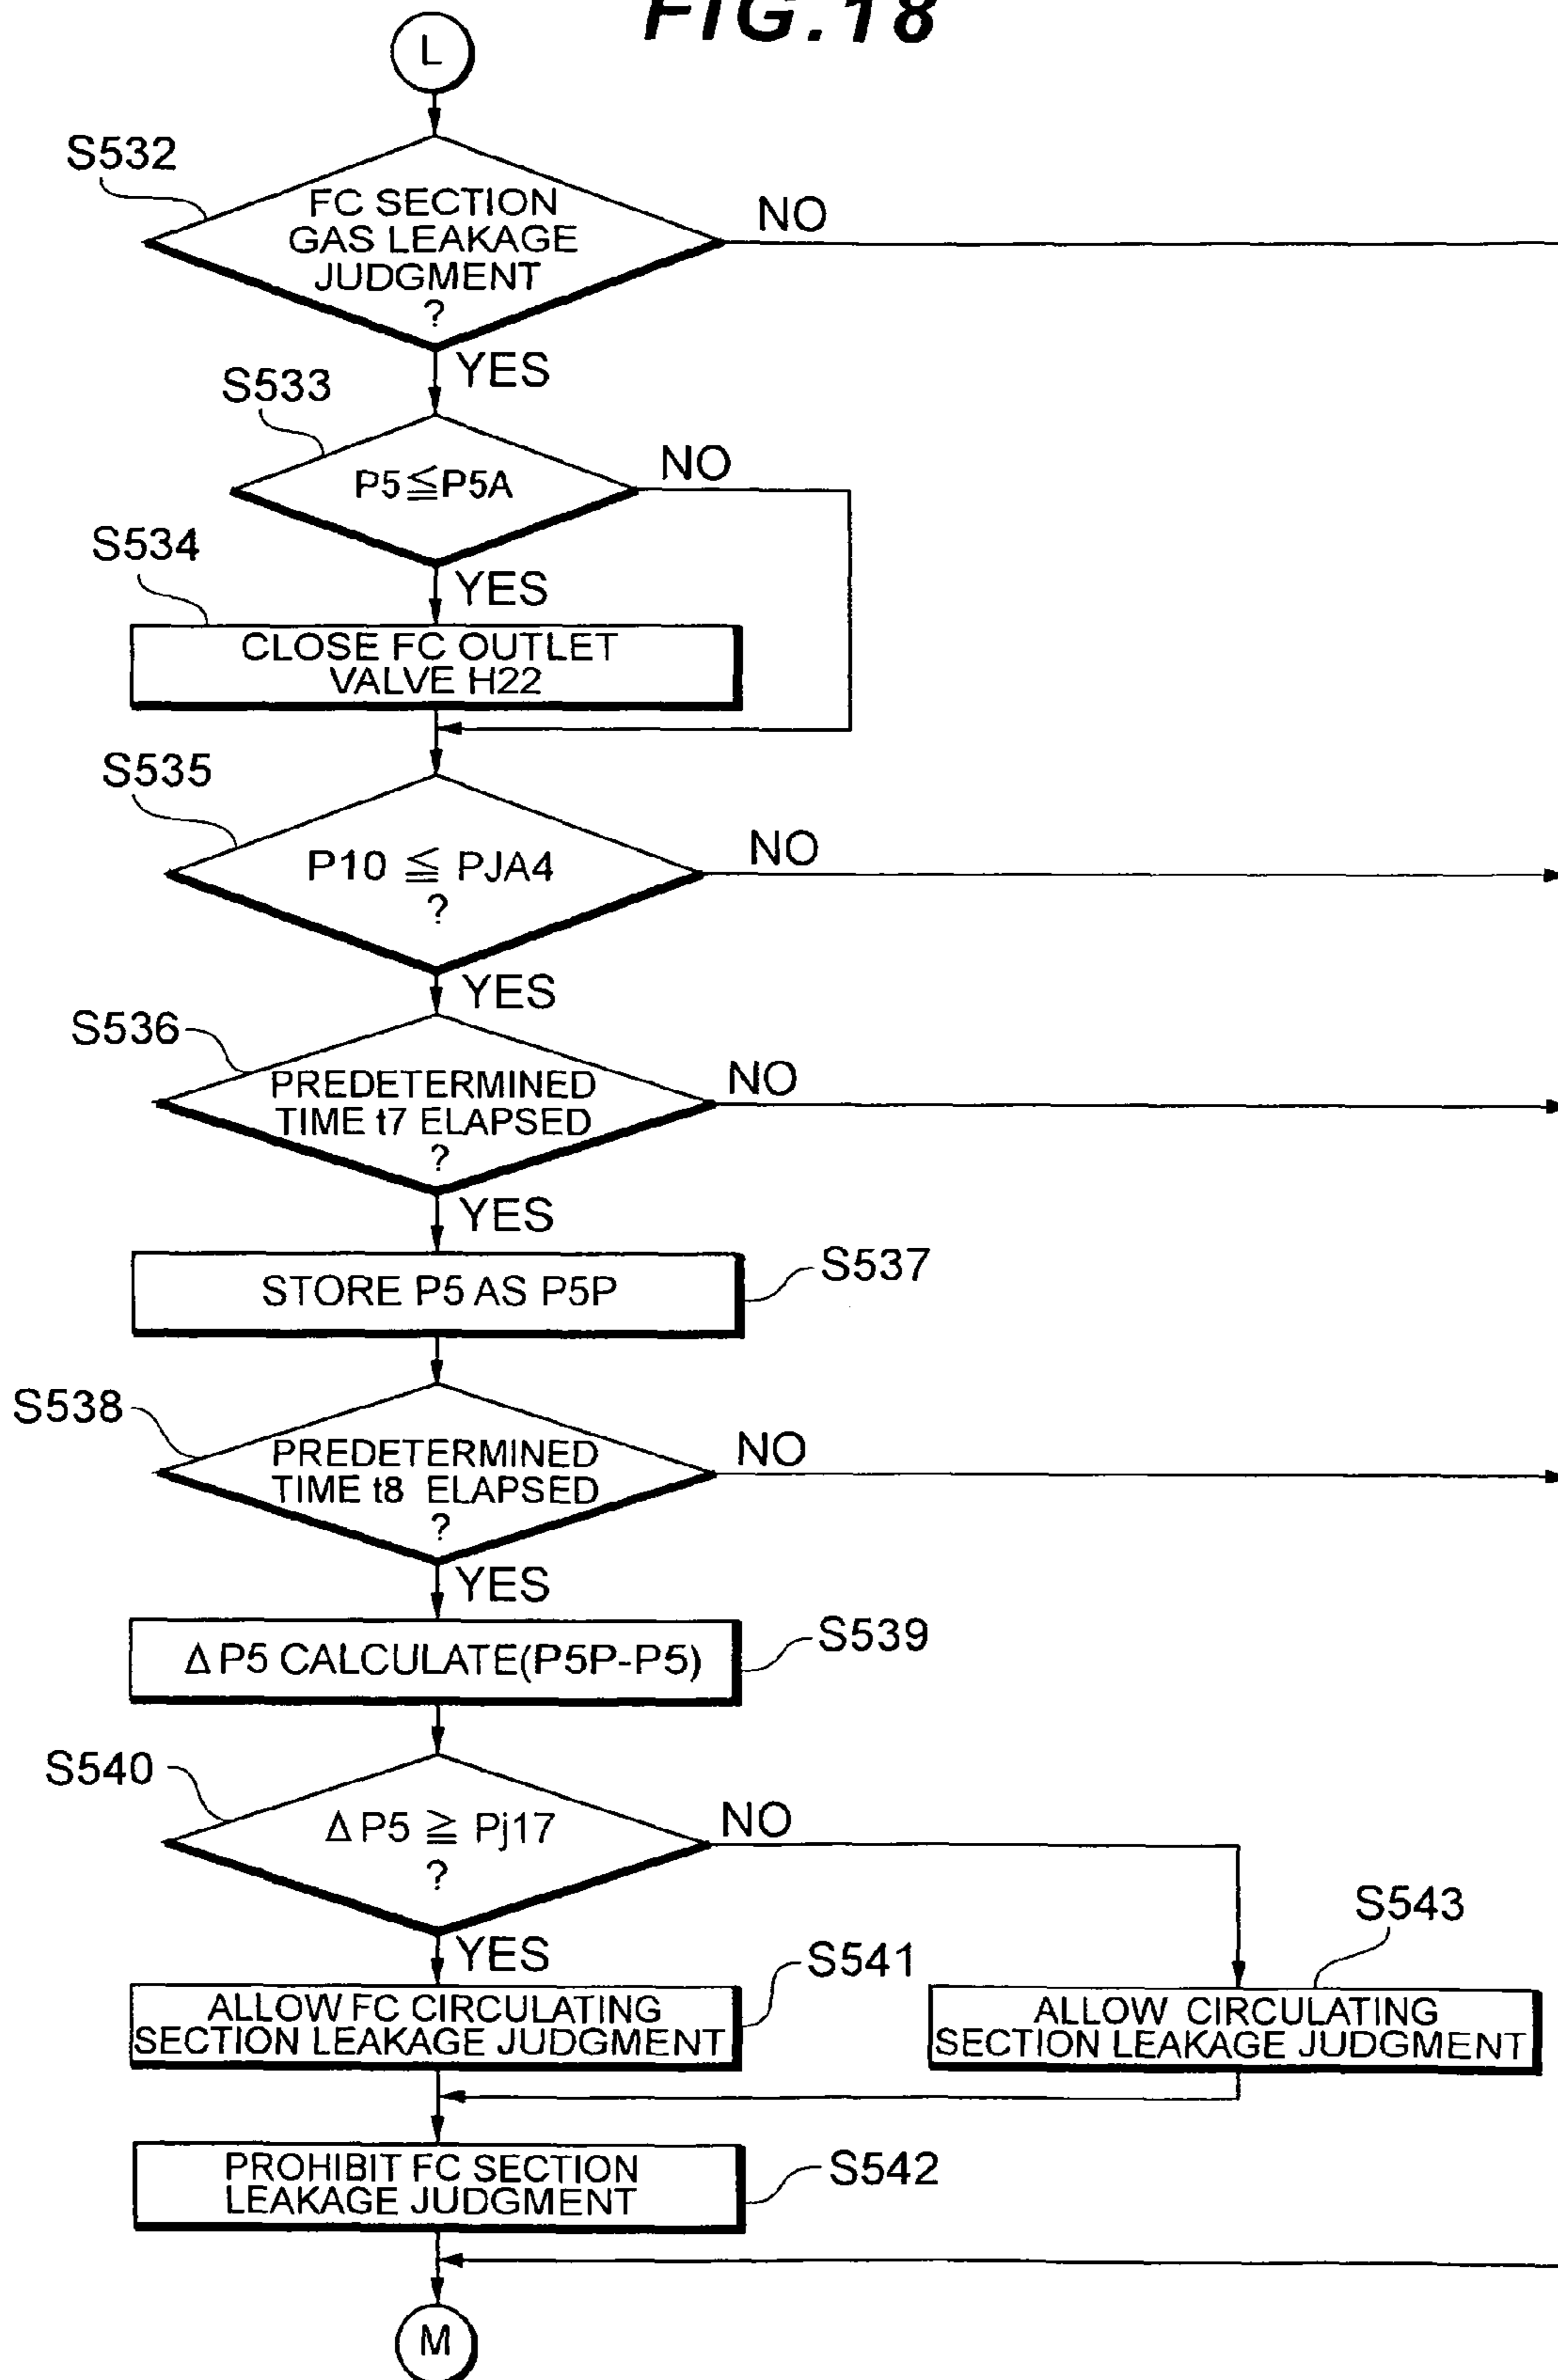 FIG.18
L
S532
FC SECTION
GAS LEAKAGE
JUDGMENT
?
NO
YES
S533
P5≦P5A
NO
YES
S534
CLOSE FC OUTLET
VALVE H22
S535
P10 ≦ PJA4
?
NO
YES
S536
PREDETERMINED
TIME t7 ELAPSED
?
NO
YES
STORE P5 AS P5P
S537
S538
PREDETERMINED
TIME t8 ELAPSED
?
NO
YES
Δ P5 CALCULATE(P5P-P5)
S539
S540
Δ P5 ≧ Pj17
?
NO
YES
S541
ALLOW FC CIRCULATING
SECTION LEAKAGE JUDGMENT
S543
ALLOW CIRCULATING
SECTION LEAKAGE JUDGMENT
PROHIBIT FC SECTION
LEAKAGE JUDGMENT
S542
M